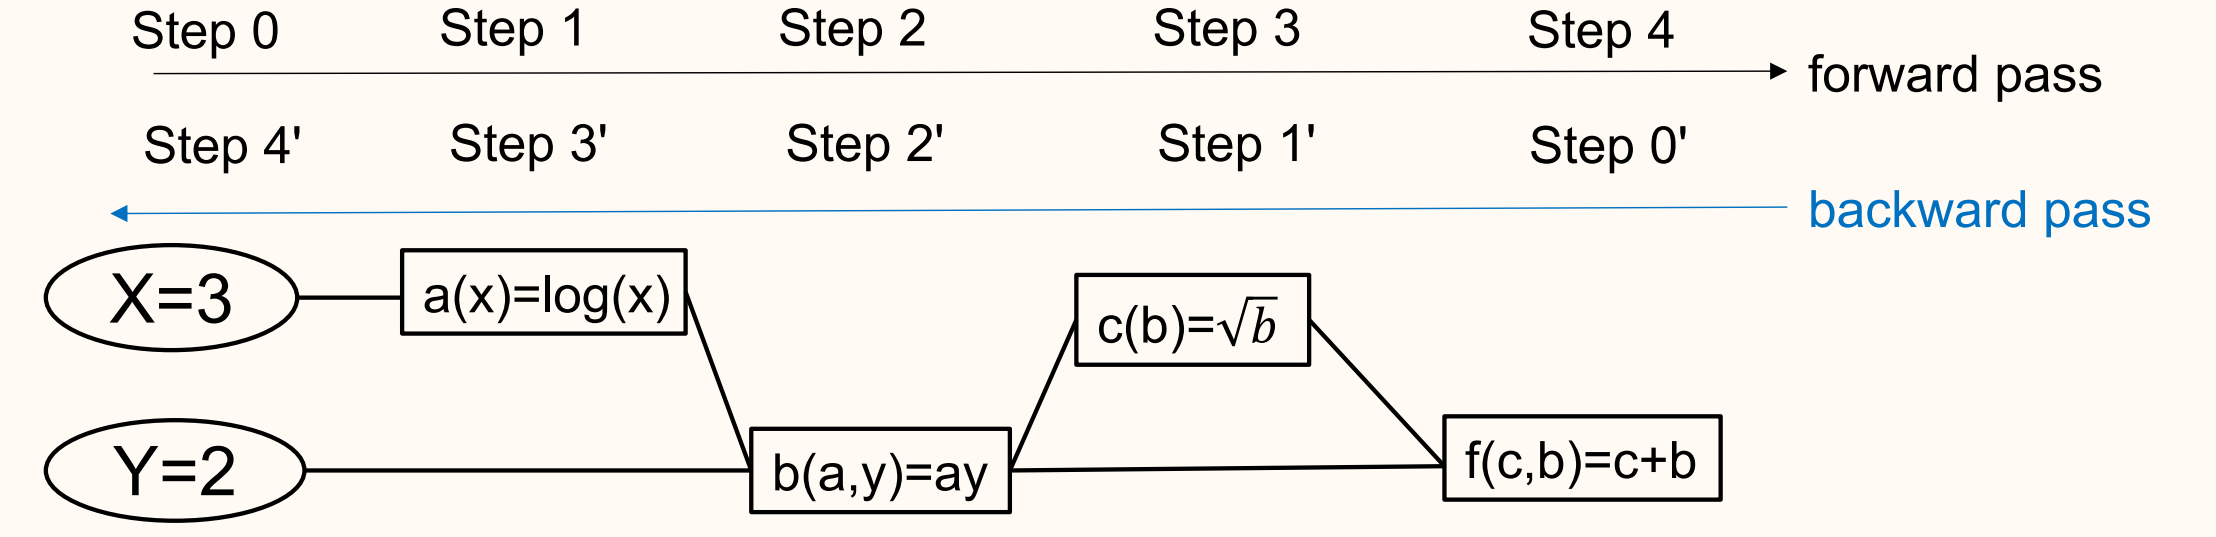 Step 0 Step 1 Step 2 Step 3 Step 4
forward pass
Step 4' Step 3' Step 2' Step 1' Step 0'
backward pass
X=3
a(x)=log(x)
c(b)=√b
Y=2
b(a,y)=ay
f(c,b)=c+b